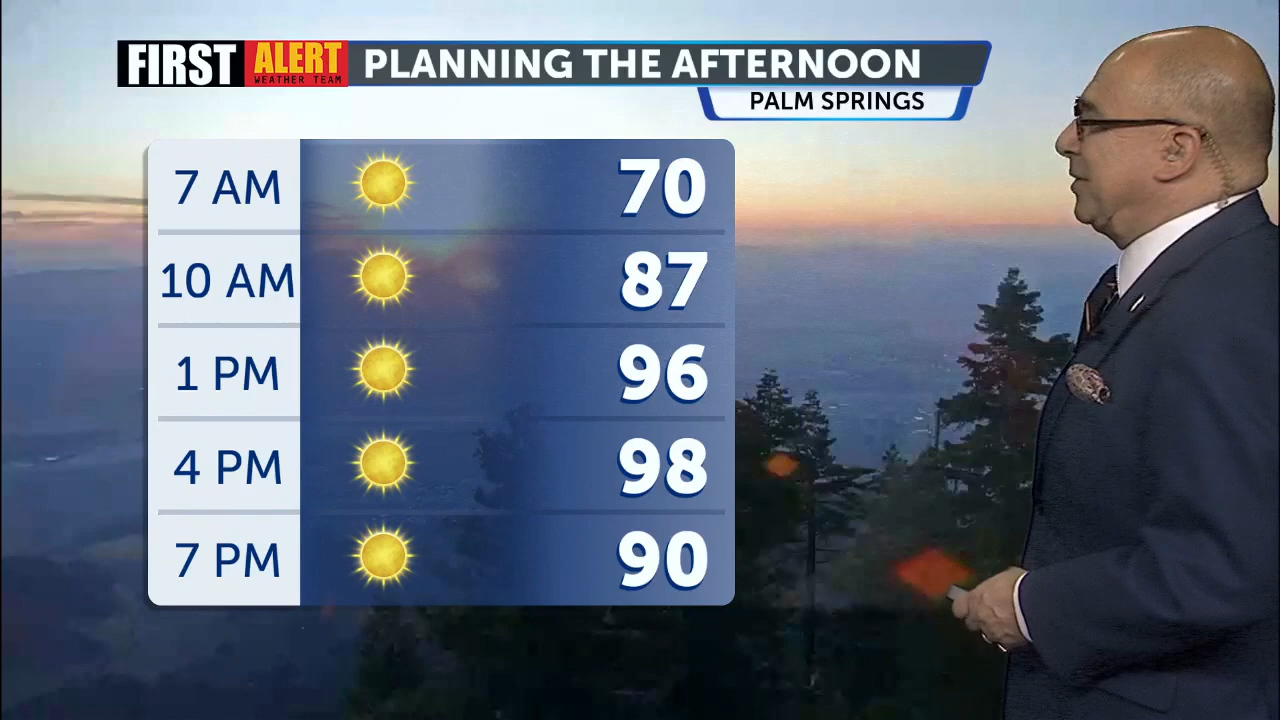 FIRST ALERT
WEATHER TEAM
PLANNING THE AFTERNOON
PALM SPRINGS
7 AM 70
10 AM 87
1 PM 96
4 PM 98
7 PM 90